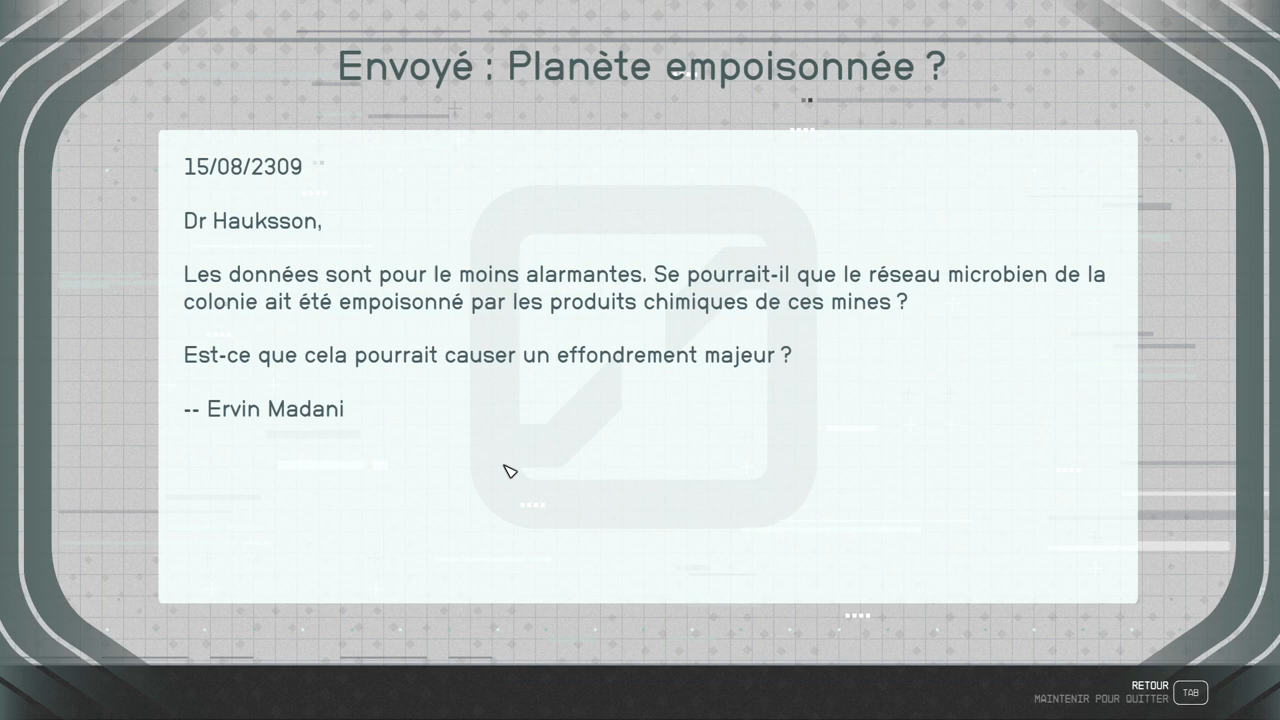 Envoyé : Planète empoisonnée ?
15/08/2309
Dr Hauksson,
Les données sont pour le moins alarmantes. Se pourrait-il que le réseau microbien de la
colonie ait été empoisonné par les produits chimiques de ces mines ?
Est-ce que cela pourrait causer un effondrement majeur ?
-- Ervin Madani
RETOUR
MAINTENIR POUR QUITTER
TAB